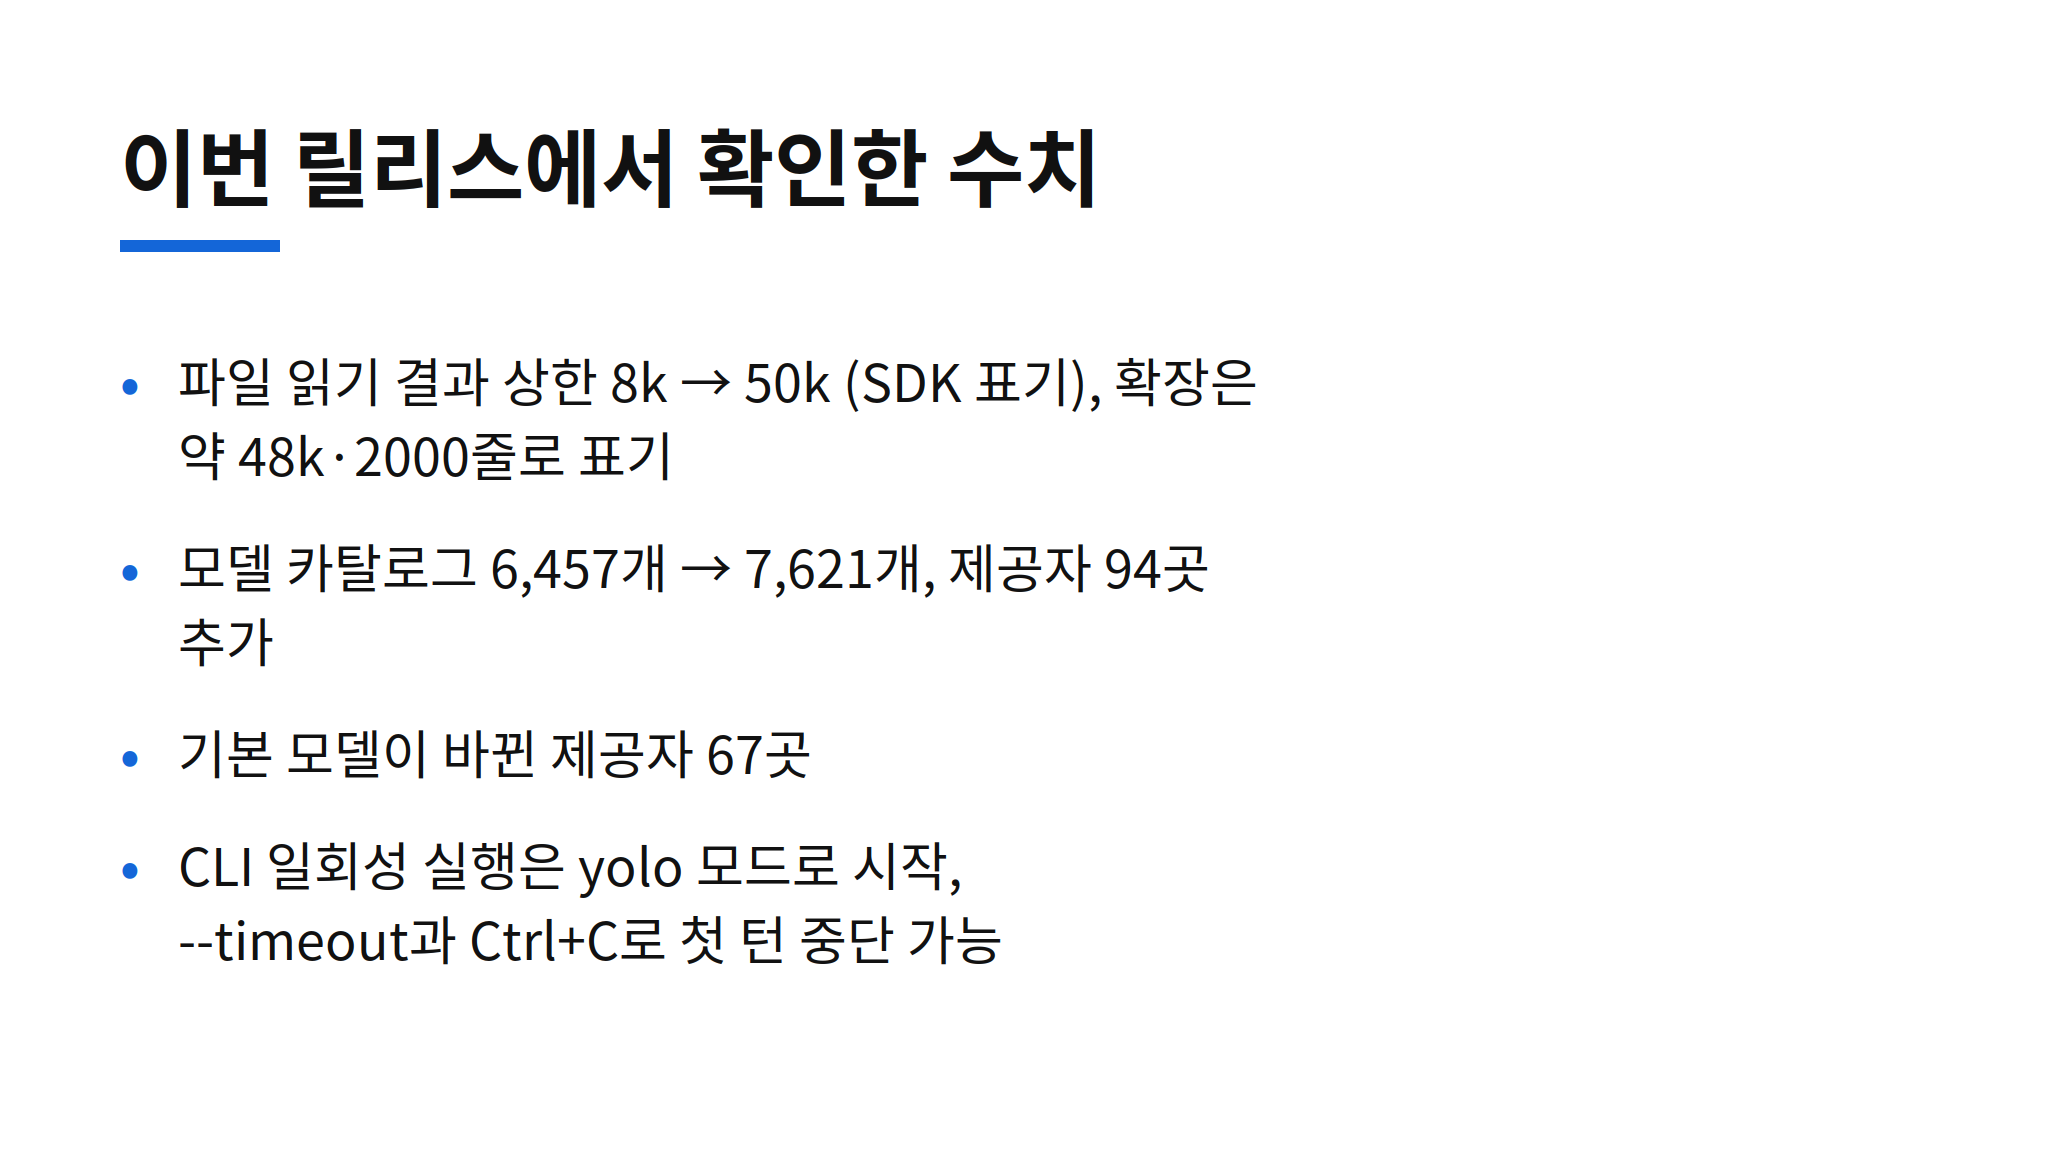 이번 릴리스에서 확인한 수치
• 파일 읽기 결과 상한 8k → 50k (SDK 표기), 확장은
약 48k·2000줄로 표기
• 모델 카탈로그 6,457개 → 7,621개, 제공자 94곳
추가
• 기본 모델이 바뀐 제공자 67곳
• CLI 일회성 실행은 yolo 모드로 시작,
--timeout과 Ctrl+C로 첫 턴 중단 가능